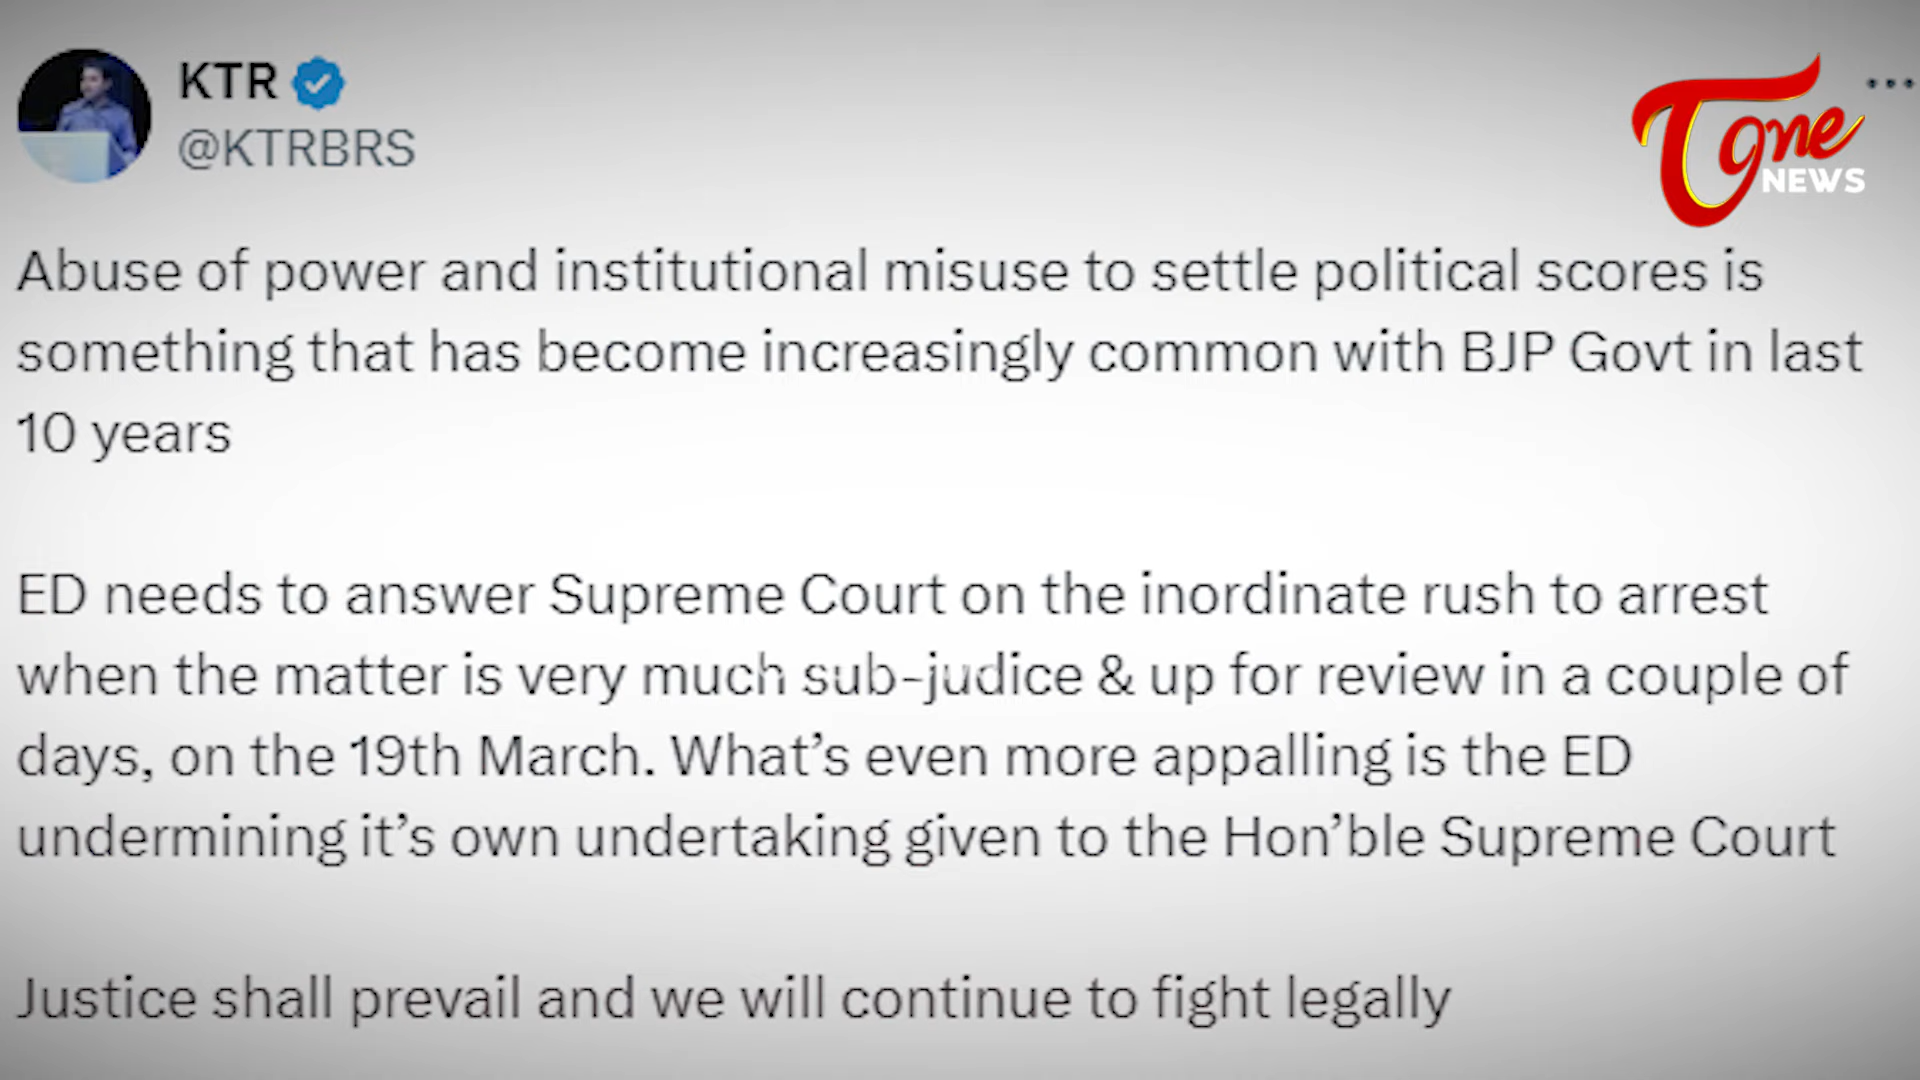 KTR
@KTRBRS
Tone
NEWS
Abuse of power and institutional misuse to settle political scores is
something that has become increasingly common with BJP Govt in last
10 years
ED needs to answer Supreme Court on the inordinate rush to arrest
when the matter is very much sub-judice & up for review in a couple of
days, on the 19th March. What’s even more appalling is the ED
undermining it’s own undertaking given to the Hon’ble Supreme Court
Justice shall prevail and we will continue to fight legally